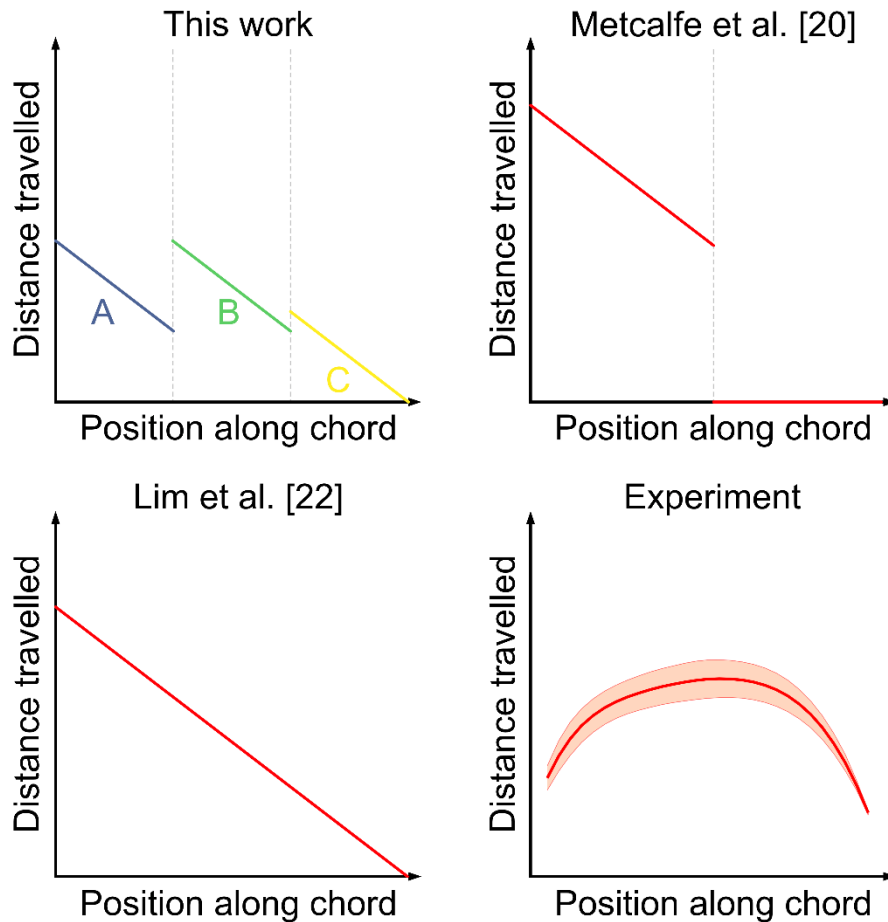 This work
Distance travelled
A
B
C
Position along chord
Metcalfe et al. [20]
Distance travelled
Position along chord
Lim et al. [22]
Distance travelled
Position along chord
Experiment
Distance travelled
Position along chord